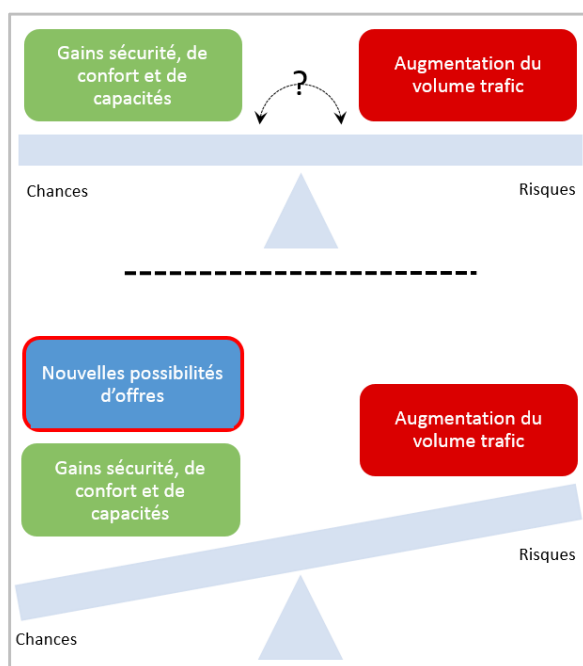 Gains sécurité, de
confort et de
capacités
?
Augmentation du
volume trafic
Chances
Risques
Nouvelles possibilités
d'offres
Augmentation du
volume trafic
Gains sécurité, de
confort et de
capacités
Risques
Chances